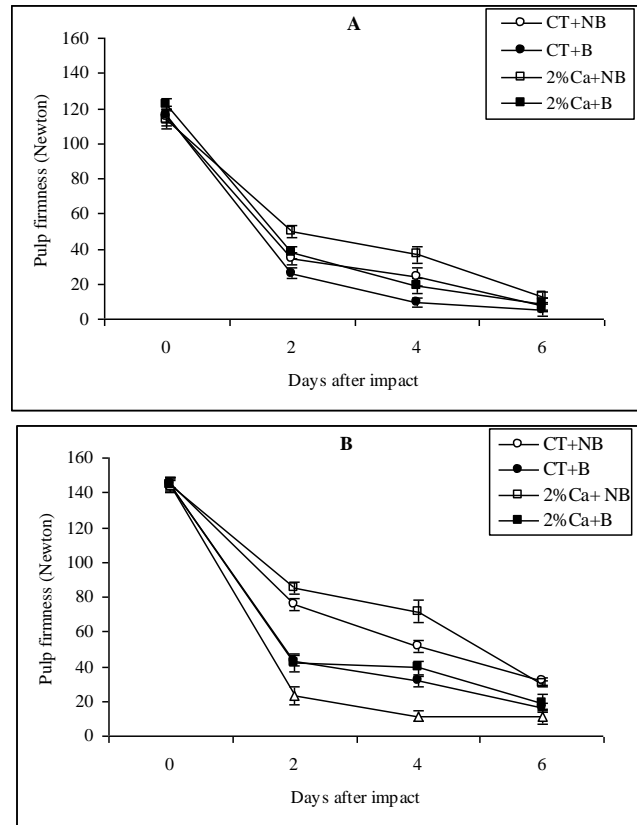 A
CT+NB
CT+B
2%Ca+NB
2%Ca+B
Pulp firmness (Newton)
160
140
120
100
80
60
40
20
0
0 2 4 6
Days after impact
B
CT+NB
CT+B
2%Ca+ NB
2%Ca+B
Pulp firmness (Newton)
160
140
120
100
80
60
40
20
0
0 2 4 6
Days after impact